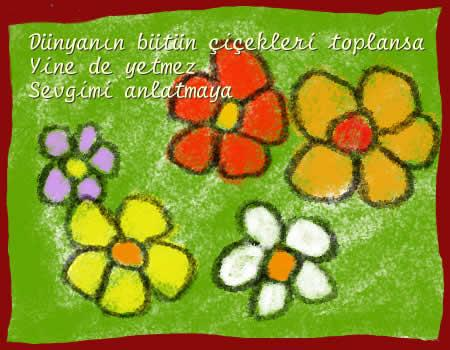 Dünyanın bütün çiçekleri toplansa
Yine de yetmez
Sevgimi anlatmaya